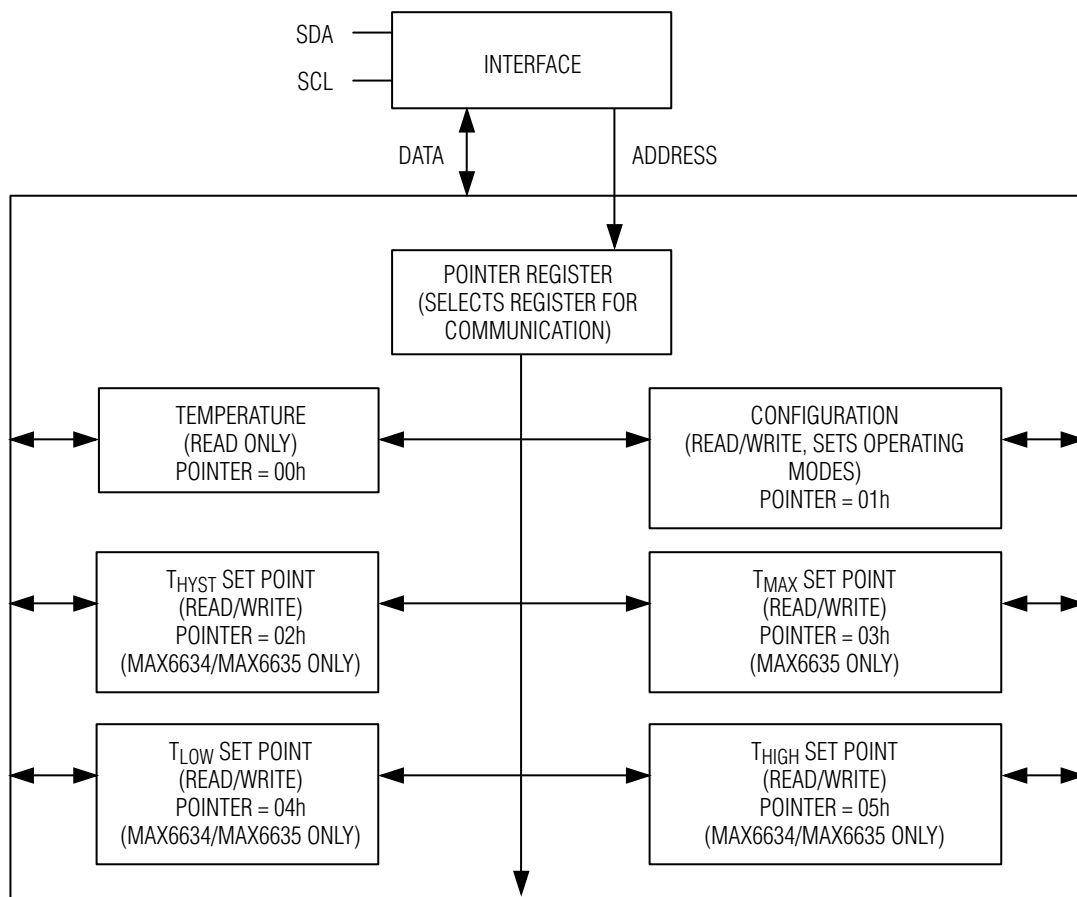 SDA
SCL
INTERFACE
DATA
ADDRESS
POINTER REGISTER
(SELECTS REGISTER FOR
COMMUNICATION)
TEMPERATURE
(READ ONLY)
POINTER = 00h
CONFIGURATION
(READ/WRITE, SETS OPERATING
MODES)
POINTER = 01h
THYST SET POINT
(READ/WRITE)
POINTER = 02h
(MAX6634/MAX6635 ONLY)
TMAX SET POINT
(READ/WRITE)
POINTER = 03h
(MAX6635 ONLY)
TLOW SET POINT
(READ/WRITE)
POINTER = 04h
(MAX6634/MAX6635 ONLY)
THIGH SET POINT
(READ/WRITE)
POINTER = 05h
(MAX6634/MAX6635 ONLY)